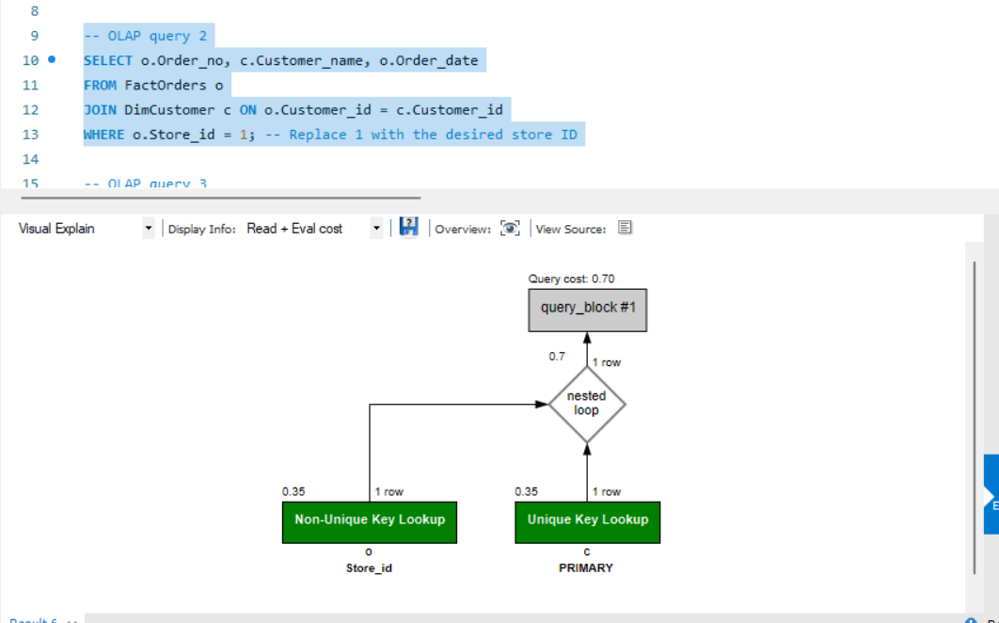 8
9 -- OLAP query 2
10 SELECT o.Order_no, c.Customer_name, o.Order_date
11 FROM FactOrders o
12 JOIN DimCustomer c ON o.Customer_id = c.Customer_id
13 WHERE o.Store_id = 1; -- Replace 1 with the desired store ID
14
15 -- OLAP query 3
Visual Explain Display Info: Read + Eval cost Overview: View Source:
Query cost: 0.70
query_block #1
0.7 1 row
nested
loop
0.35 1 row 0.35 1 row
Non-Unique Key Lookup Unique Key Lookup
o c
Store_id PRIMARY